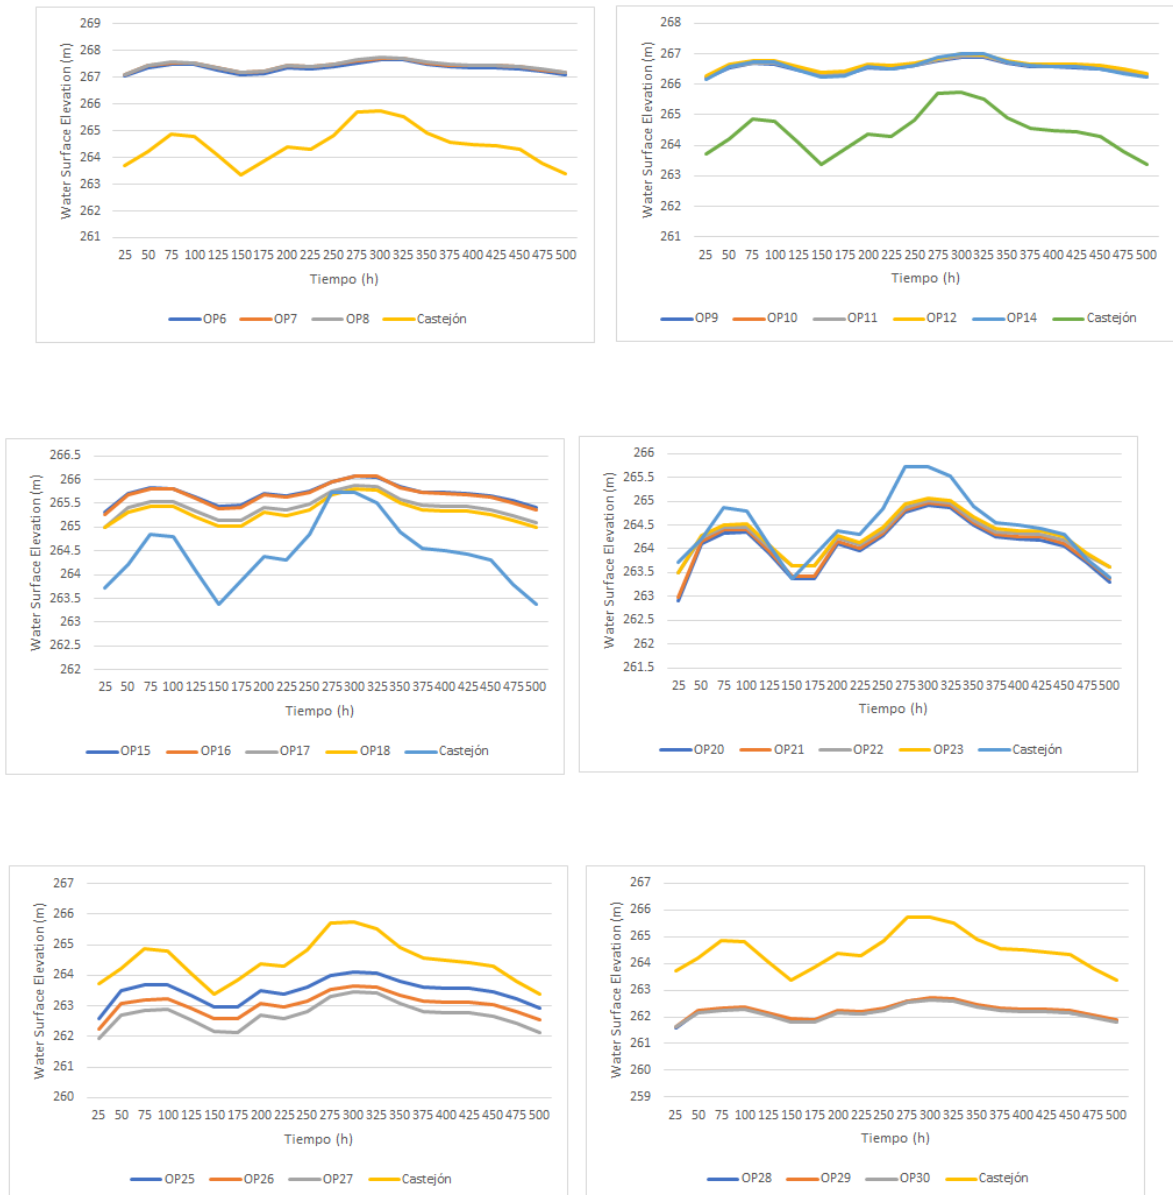 269
268
267
266
265
264
263
262
261
Water Surface Elevation (m)
25 50 75 100 125 150 175 200 225 250 275 300 325 350 375 400 425 450 475 500
Tiempo (h)
OP6 OP7 OP8 Castejón
268
267
266
265
264
263
262
261
Water Surface Elevation (m)
25 50 75 100 125 150 175 200 225 250 275 300 325 350 375 400 425 450 475 500
Tiempo (h)
OP9 OP10 OP11 OP12 OP14 Castejón
266.5
266
265.5
265
264.5
264
263.5
263
262.5
262
Water Surface Elevation (m)
25 50 75 100 125 150 175 200 225 250 275 300 325 350 375 400 425 450 475 500
Tiempo (h)
OP15 OP16 OP17 OP18 Castejón
266
265.5
265
264.5
264
263.5
263
262.5
262
261.5
Water Surface Elevation (m)
25 50 75 100 125 150 175 200 225 250 275 300 325 350 375 400 425 450 475 500
Tiempo (h)
OP20 OP21 OP22 OP23 Castejón
267
266
265
264
263
262
261
260
Water Surface Elevation (m)
25 50 75 100 125 150 175 200 225 250 275 300 325 350 375 400 425 450 475 500
Tiempo (h)
OP25 OP26 OP27 Castejón
267
266
265
264
263
262
261
260
259
Water Surface Elevation (m)
25 50 75 100 125 150 175 200 225 250 275 300 325 350 375 400 425 450 475 500
Tiempo (h)
OP28 OP29 OP30 Castejón